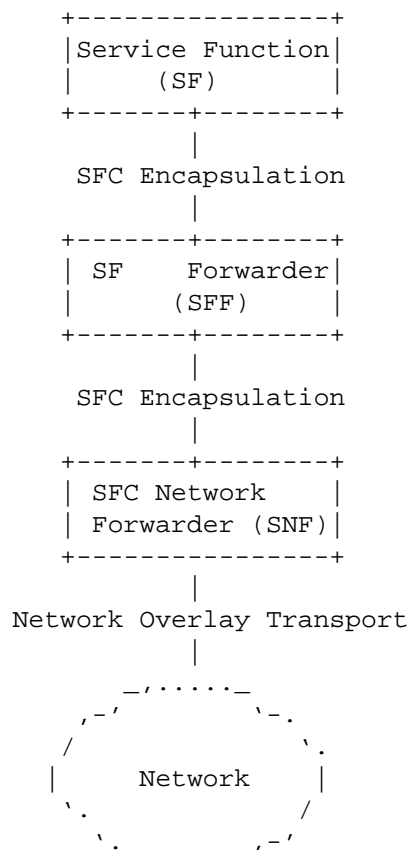 Service Function
(SF)
SFC Encapsulation
SF Forwarder
(SFF)
SFC Encapsulation
SFC Network
Forwarder (SNF)
Network Overlay Transport
Network